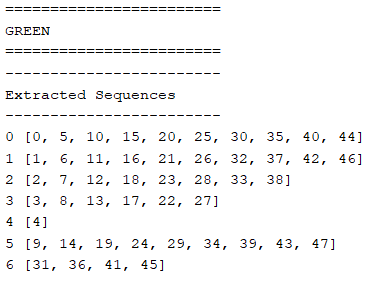 ========================
GREEN
========================
------------------------
Extracted Sequences
------------------------
0 [0, 5, 10, 15, 20, 25, 30, 35, 40, 44]
1 [1, 6, 11, 16, 21, 26, 32, 37, 42, 46]
2 [2, 7, 12, 18, 23, 28, 33, 38]
3 [3, 8, 13, 17, 22, 27]
4 [4]
5 [9, 14, 19, 24, 29, 34, 39, 43, 47]
6 [31, 36, 41, 45]